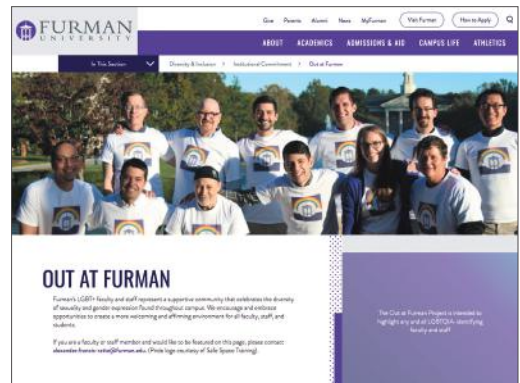 FURMAN
UNIVERSITY
Give Parents Alumni News MyFurman Visit Furman How to Apply
ABOUT ACADEMICS ADMISSIONS & AID CAMPUS LIFE ATHLETICS
In This Section Diversity & Inclusion Institutional Commitment Out at Furman
OUT AT FURMAN
Furman's LGBT+ faculty and staff represent a supportive community that celebrates the diversity
of sexuality and gender expression found throughout campus. We encourage and embrace
opportunities to create a more welcoming and affirming environment for all faculty, staff, and
students.
If you are a faculty or staff member and would like to be featured on this page, please contact
(Pride logo courtesy of Safe Space Training).
The Out at Furman Project is intended to
highlight any and all LGBTQIA- identifying
faculty and staff